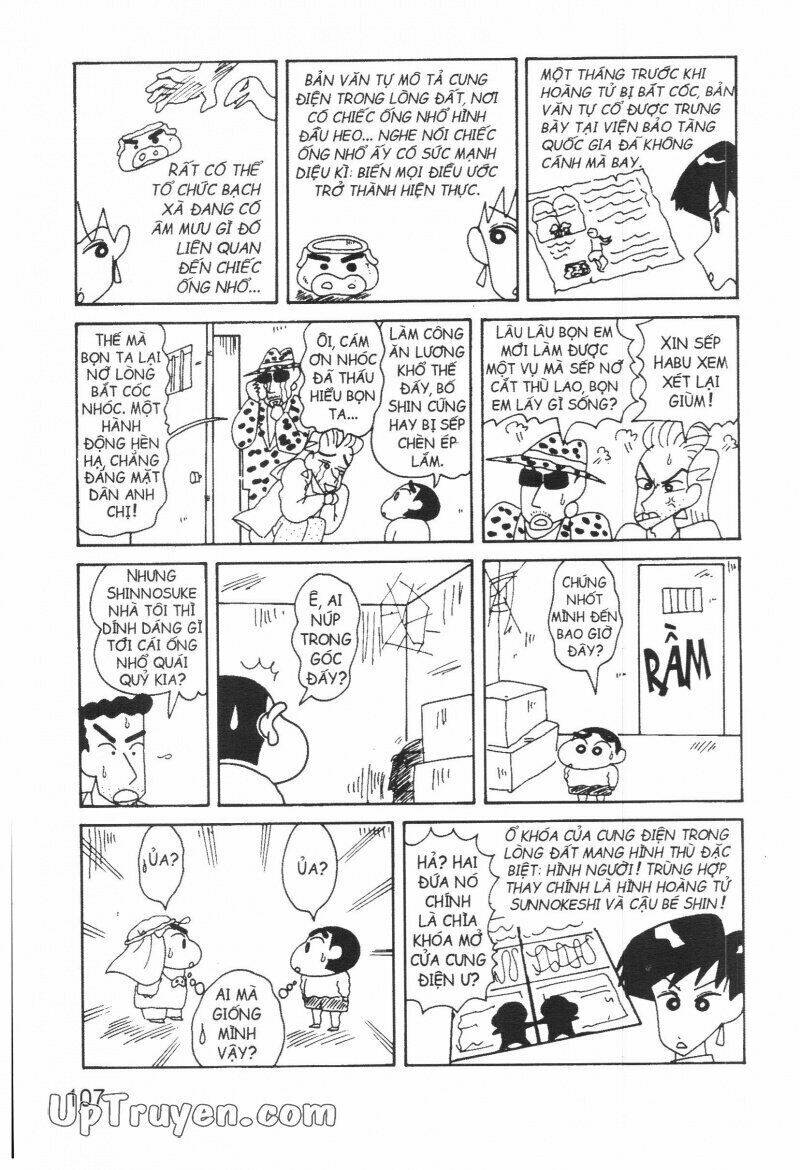 MỘT THÁNG TRƯỚC KHI
HOÀNG TỬ BỊ BẮT CÓC, BẢN
VĂN TỰ CỔ ĐƯỢC TRƯNG
BÀY TẠI VIỆN BẢO TÀNG
QUỐC GIA ĐÃ KHÔNG
CÁNH MÀ BAY.
BẢN VĂN TỰ MÔ TẢ CUNG
ĐIỆN TRONG LÒNG ĐẤT, NƠI
CÓ CHIẾC ỐNG NHỔ HÌNH
ĐẦU HEO... NGHE NÓI CHIẾC
ỐNG NHỔ ẤY CÓ SỨC MẠNH
DIỆU KÌ: BIẾN MỌI ĐIỀU ƯỚC
TRỞ THÀNH HIỆN THỰC.
RẤT CÓ THỂ
TỔ CHỨC BẠCH
XÀ ĐANG CÓ
ÂM MƯU GÌ ĐÓ
LIÊN QUAN
ĐẾN CHIẾC
ỐNG NHỔ...
XIN SẾP
HABU XEM
XÉT LẠI
GIÙM!
LÂU LÂU BỌN EM
MỚI LÀM ĐƯỢC
MỘT VỤ MÀ SẾP NỠ
CẮT THÙ LAO, BỌN
EM LẤY GÌ SỐNG?
LÀM CÔNG
ĂN LƯƠNG
KHỔ THẾ
ĐẤY, BỐ
SHIN CŨNG
HAY BỊ SẾP
CHÈN ÉP
LẮM.
ÔI, CÁM
ƠN NHÓC
ĐÃ THẤU
HIỂU BỌN
TA...
THẾ MÀ
BỌN TA LẠI
NỠ LÒNG
BẮT CÓC
NHÓC. MỘT
HÀNH
ĐỘNG HÈN
HẠ, CHẲNG
ĐÁNG MẶT
DÂN ANH
CHỊ!
CHÚNG
NHỐT
MÌNH ĐẾN
BAO GIỜ
ĐÂY?
RẦM
Ê, AI
NÚP
TRONG
GÓC
ĐẤY?
NHƯNG
SHINNOSUKE
NHÀ TÔI THÌ
DÍNH DÁNG GÌ
TỚI CÁI ỐNG
NHỔ QUÁI
QUỶ KIA?
Ổ KHÓA CỦA CUNG ĐIỆN TRONG
LÒNG ĐẤT MANG HÌNH THÙ ĐẶC
BIỆT: HÌNH NGƯỜI! TRÙNG HỢP
THAY CHÍNH LÀ HÌNH HOÀNG TỬ
SUNNOKESHI VÀ CẬU BÉ SHIN!
HẢ? HAI
ĐỨA NÓ
CHÍNH
LÀ CHÌA
KHÓA MỞ
CỬA CUNG
ĐIỆN Ư?
ỦA?
ỦA?
AI MÀ
GIỐNG
MÌNH
VẬY?
107
UpTruyen.com